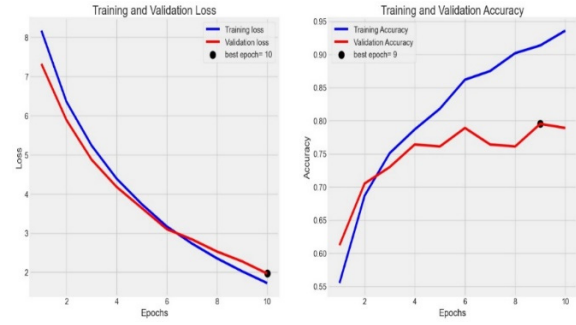 Training and Validation Loss
Training loss
Validation loss
best epoch= 10
8
7
6
5
4
3
2
Loss
2
4
6
8
10
Epochs
Training and Validation Accuracy
Training Accuracy
Validation Accuracy
best epoch= 9
0.95
0.90
0.85
0.80
0.75
0.70
0.65
0.60
0.55
Accuracy
2
4
6
8
10
Epochs